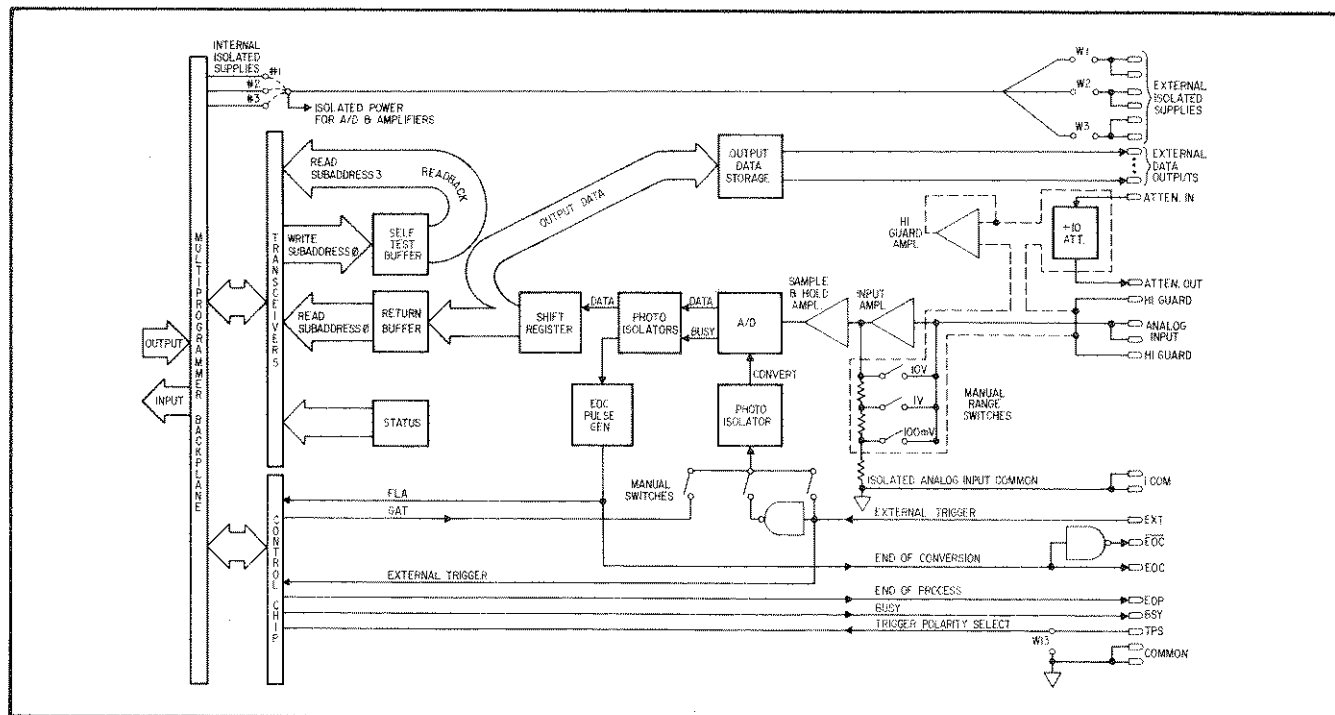 INTERNAL
ISOLATED
SUPPLIES
#1
#2
#3
ISOLATED POWER
FOR A/D & AMPLIFIERS
W1
W2
W3
EXTERNAL
ISOLATED
SUPPLIES
READ
SUBADDRESS 3
READBACK
WRITE
SUBADDRESS Ø
SELF
TEST
BUFFER
OUTPUT DATA
OUTPUT
DATA
STORAGE
EXTERNAL
DATA
OUTPUTS
ATTEN. IN
HI
GUARD
AMPL.
÷10
ATT.
ATTEN. OUT
HI GUARD
ANALOG
INPUT
HI GUARD
MULTIPROGRAMMER BACKPLANE
TRANSCEIVERS
OUTPUT
INPUT
READ
SUBADDRESS Ø
RETURN
BUFFER
SHIFT
REGISTER
DATA
PHOTO
ISOLATORS
DATA
BUSY
A/D
SAMPLE
& HOLD
AMPL.
INPUT
AMPL.
CONVERT
10V
1V
100mV
MANUAL
RANGE
SWITCHES
STATUS
EOC
PULSE
GEN
PHOTO
ISOLATOR
ISOLATED ANALOG INPUT COMMON
I COM
CONTROL CHIP
FLA
GAT
MANUAL
SWITCHES
EXTERNAL TRIGGER
EXT
EOC
END OF CONVERSION
EOC
EXTERNAL TRIGGER
END OF PROCESS
EOP
BUSY
BSY
TRIGGER POLARITY SELECT
TPS
W13
COMMON